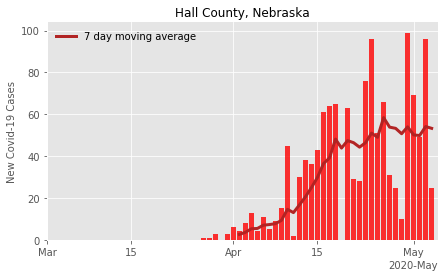 Hall County, Nebraska
7 day moving average
New Covid-19 Cases
100
80
60
40
20
0
Mar 15 Apr 15 May
2020-May